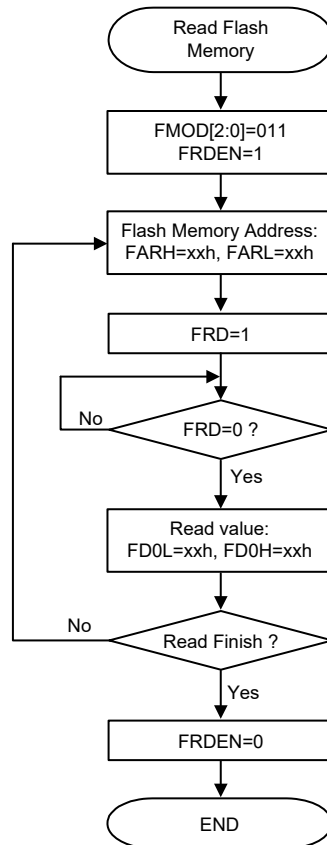 Read Flash
Memory
FMOD[2:0]=011
FRDEN=1
Flash Memory Address:
FARH=xxh, FARL=xxh
FRD=1
No
FRD=0 ?
Yes
Read value:
FD0L=xxh, FD0H=xxh
No
Read Finish ?
Yes
FRDEN=0
END